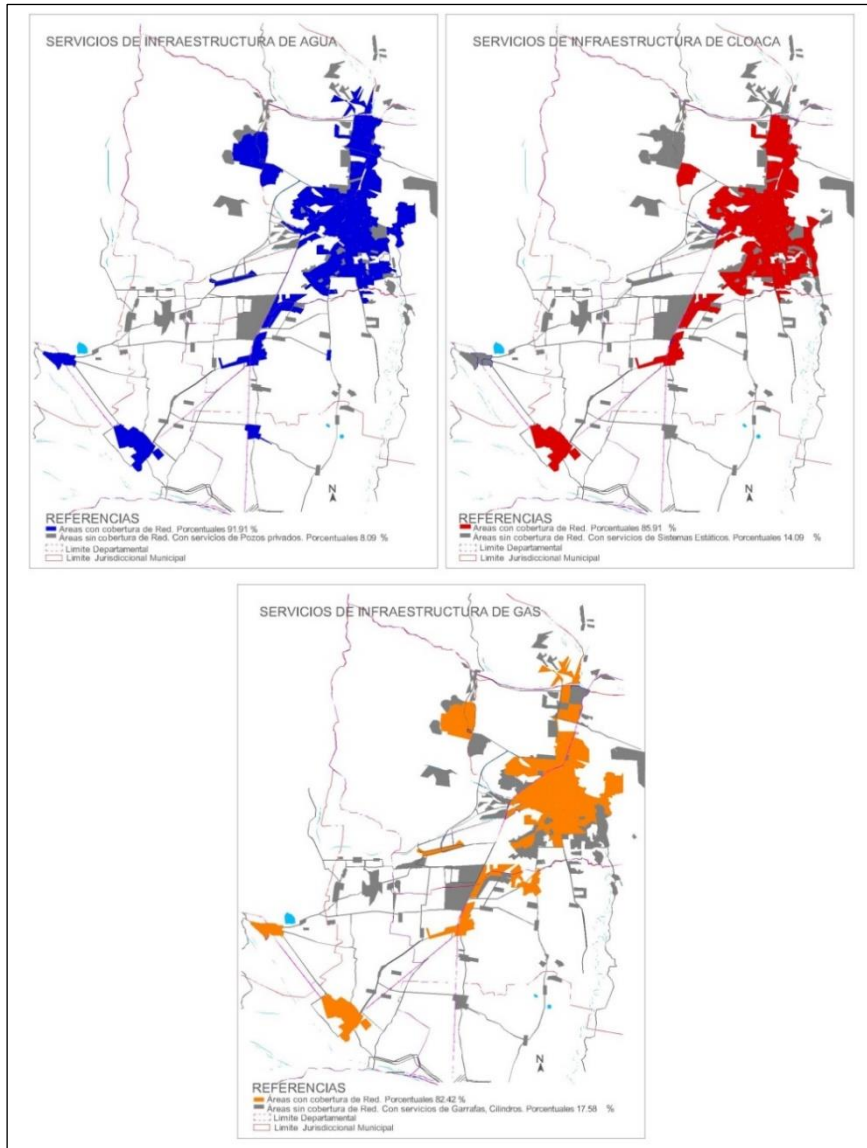 SERVICIOS DE INFRAESTRUCTURA DE AGUA
N
REFERENCIAS
Áreas con cobertura de Red. Porcentuales 91.91 %
Áreas sin cobertura de Red. Con servicios de Pozos privados. Porcentuales 8.09 %
Limite Departamental
Limite Jurisdiccional Municipal
SERVICIOS DE INFRAESTRUCTURA DE CLOACA
N
REFERENCIAS
Áreas con cobertura de Red. Porcentuales 85.91 %
Áreas sin cobertura de Red. Con servicios de Sistemas Estáticos. Porcentuales 14.09 %
Limite Departamental
Limite Jurisdiccional Municipal
SERVICIOS DE INFRAESTRUCTURA DE GAS
N
REFERENCIAS
Áreas con cobertura de Red. Porcentuales 82.42 %
Áreas sin cobertura de Red. Con servicios de Garrafas, Cilindros. Porcentuales 17.58 %
Limite Departamental
Limite Jurisdiccional Municipal